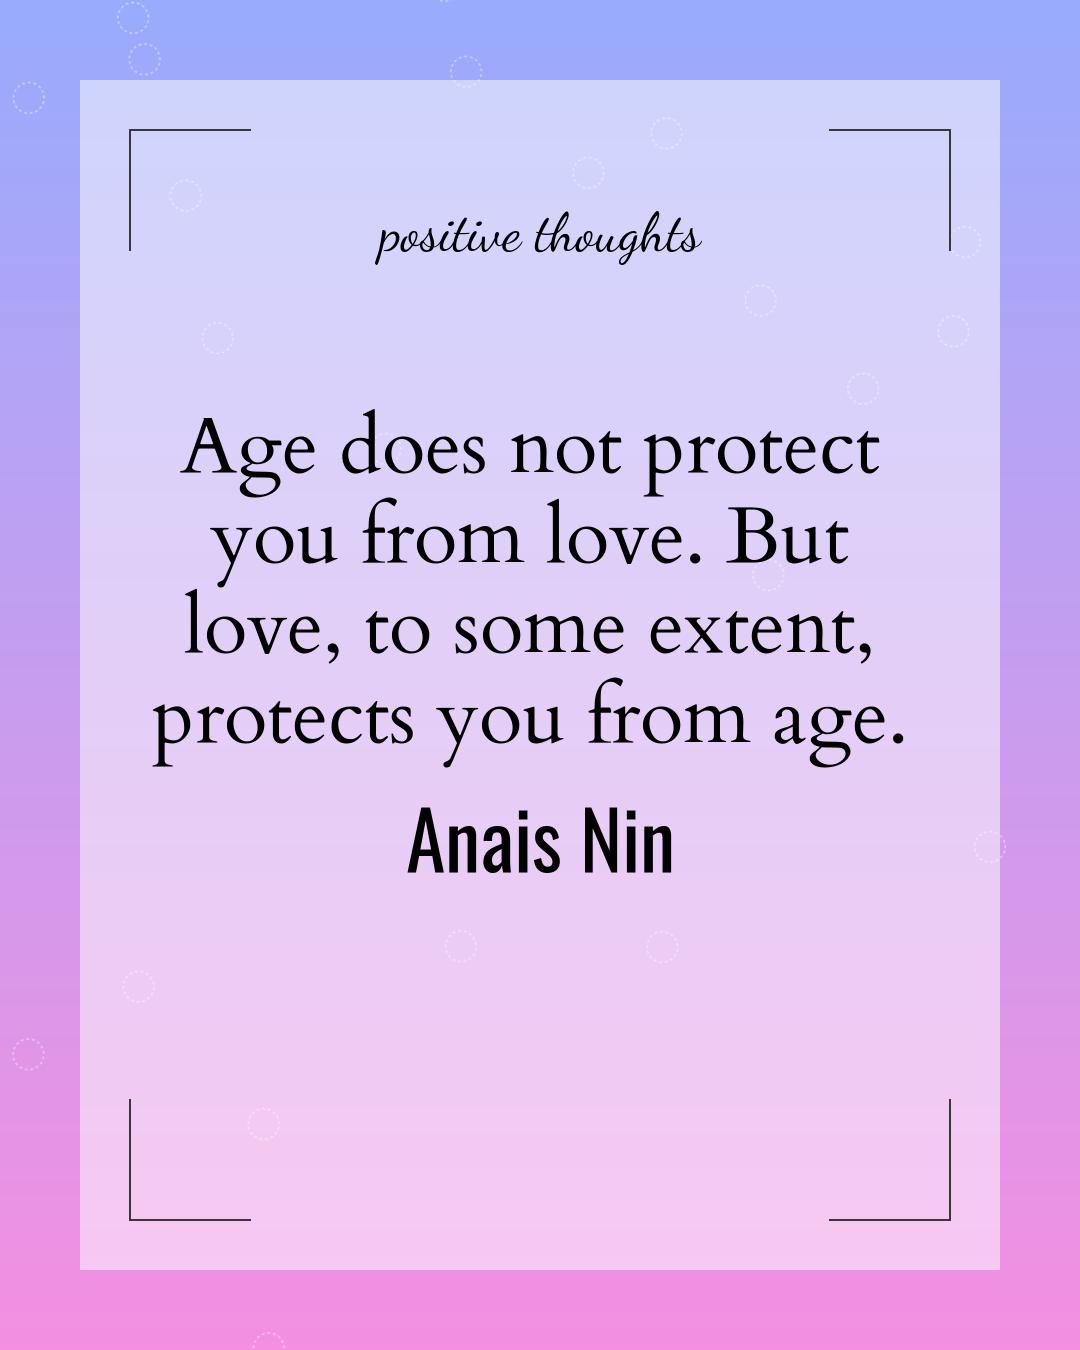 positive thoughts
Age does not protect
you from love. But
love, to some extent,
protects you from age.
Anais Nin